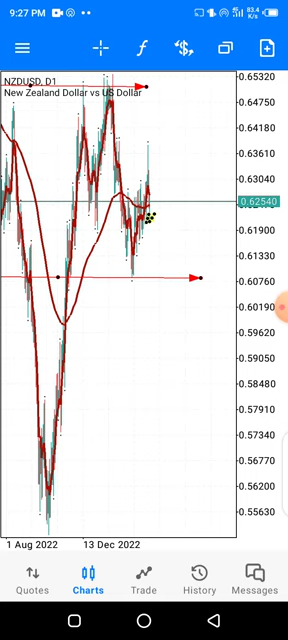 9:27 PM
83.4 K/s
NZDUSD, D1
New Zealand Dollar vs US Dollar
0.65320
0.64750
0.64180
0.63610
0.63040
0.62540
0.61900
0.61330
0.60760
0.60190
0.59620
0.59050
0.58480
0.57910
0.57340
0.56770
0.56200
0.55630
1 Aug 2022
13 Dec 2022
Quotes
Charts
Trade
History
Messages